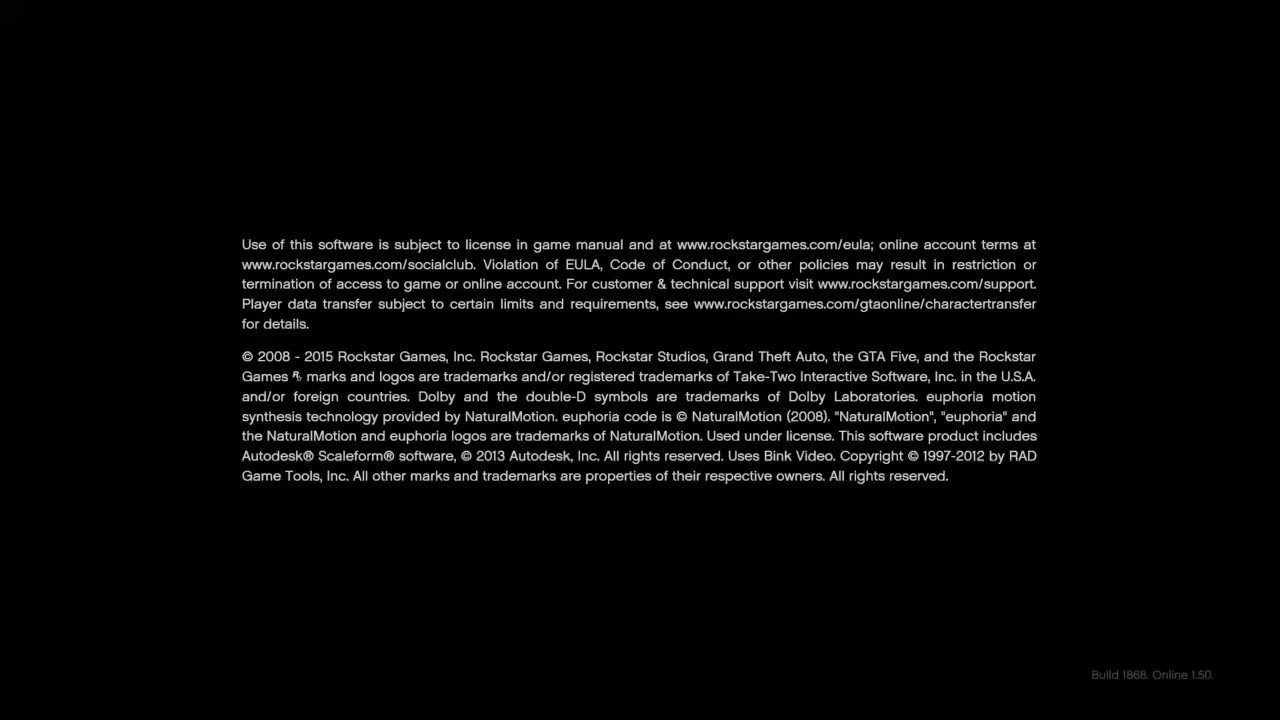 Use of this software is subject to license in game manual and at www.rockstargames.com/eula; online account terms at
www.rockstargames.com/socialclub. Violation of EULA, Code of Conduct, or other policies may result in restriction or
termination of access to game or online account. For customer & technical support visit www.rockstargames.com/support.
Player data transfer subject to certain limits and requirements, see www.rockstargames.com/gtaonline/charactertransfer
for details.
© 2008 - 2015 Rockstar Games, Inc. Rockstar Games, Rockstar Studios, Grand Theft Auto, the GTA Five, and the Rockstar
Games R* marks and logos are trademarks and/or registered trademarks of Take-Two Interactive Software, Inc. in the U.S.A.
and/or foreign countries. Dolby and the double-D symbols are trademarks of Dolby Laboratories. euphoria motion
synthesis technology provided by NaturalMotion. euphoria code is © NaturalMotion (2008). "NaturalMotion", "euphoria" and
the NaturalMotion and euphoria logos are trademarks of NaturalMotion. Used under license. This software product includes
Autodesk® Scaleform® software, © 2013 Autodesk, Inc. All rights reserved. Uses Bink Video. Copyright © 1997-2012 by RAD
Game Tools, Inc. All other marks and trademarks are properties of their respective owners. All rights reserved.
Build 1868. Online 1.50.